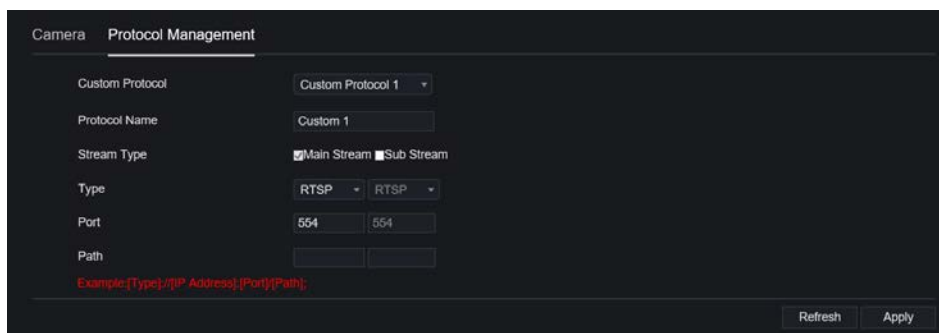 Camera Protocol Management
Custom Protocol Custom Protocol 1
Protocol Name Custom 1
Stream Type Main Stream Sub Stream
Type RTSP RTSP
Port 554 554
Path
Example:[Type]://[IP Address]:[Port]/[Path];
Refresh Apply